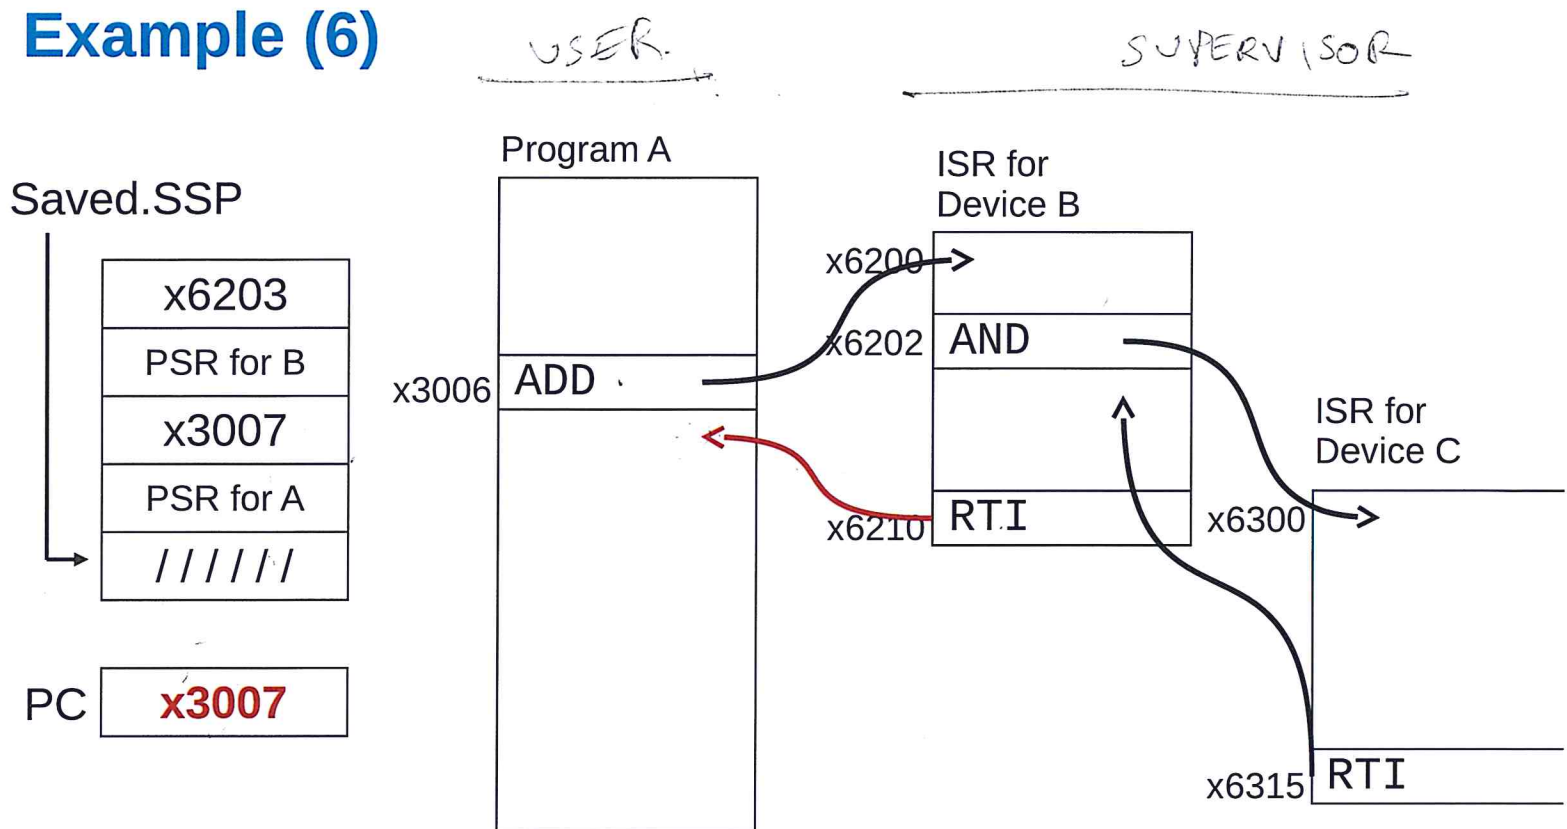 Example (6)
USER.
SUPERVISOR
Program A
ISR for
Device B
Saved.SSP
x6200
x6203
PSR for B
x6202
AND
x3006
ADD
x3007
ISR for
Device C
PSR for A
x6210
RTI
x6300
//////
PC
x3007
x6315
RTI